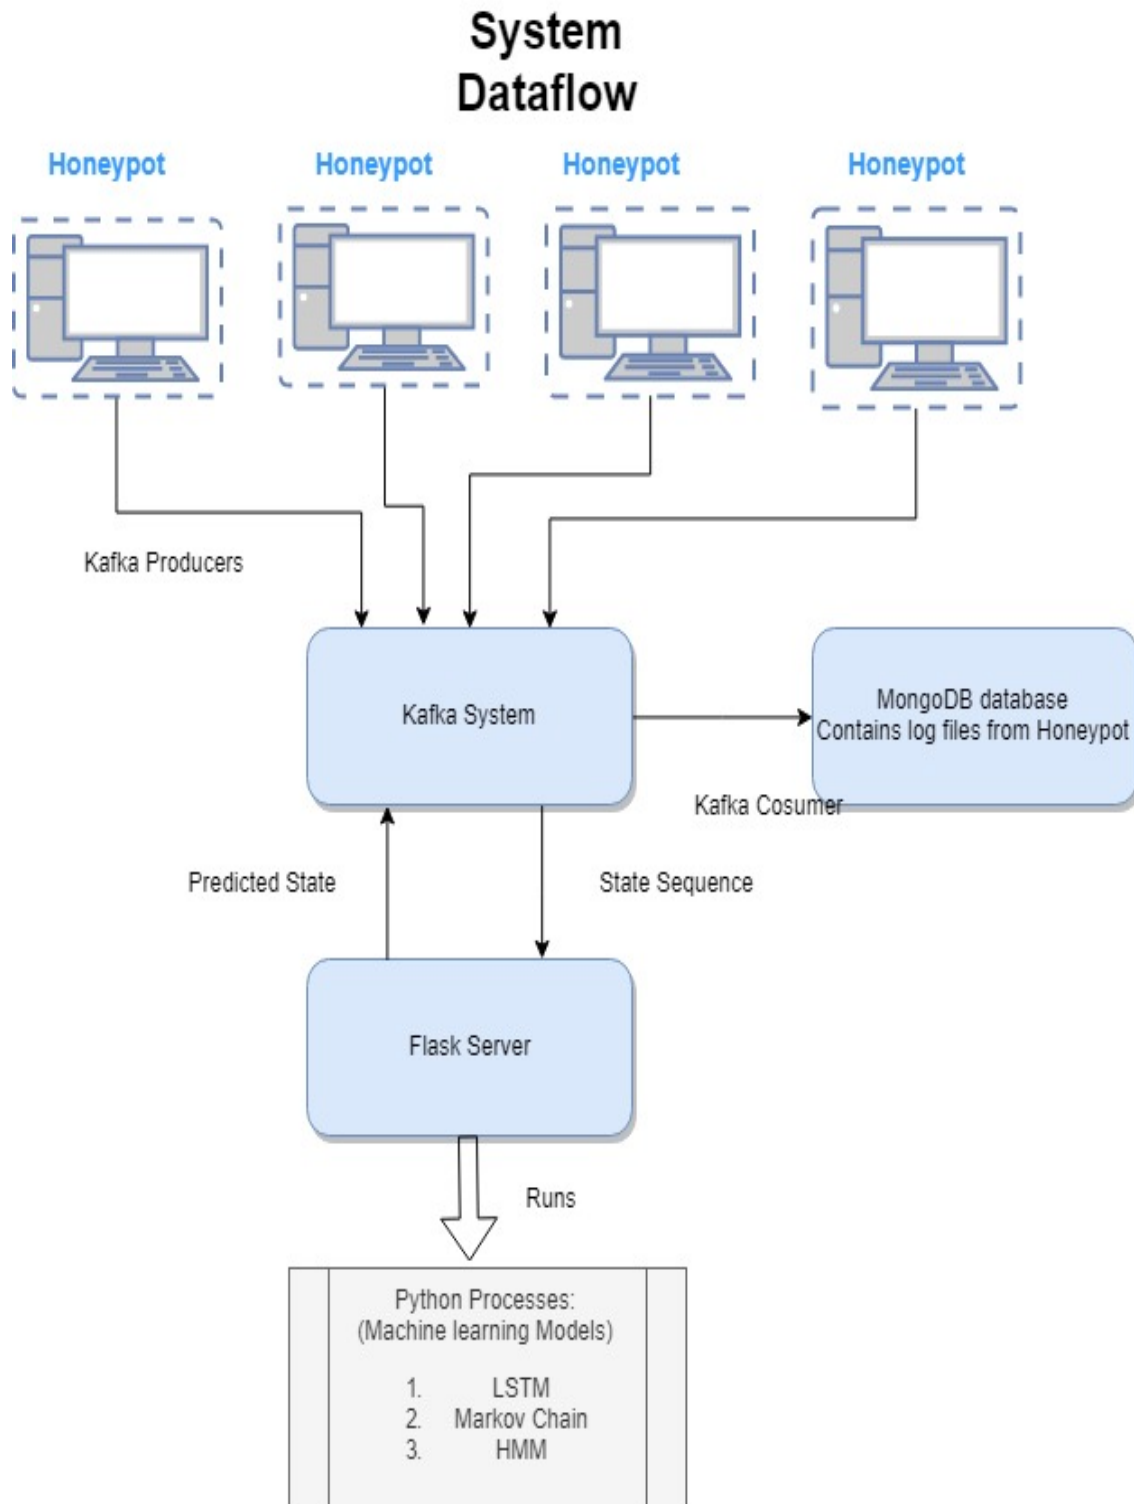 System
Dataflow
Honeypot
Honeypot
Honeypot
Honeypot
Kafka Producers
Kafka System
MongoDB database
Contains log files from Honeypot
Kafka Cosumer
Predicted State
State Sequence
Flask Server
Runs
Python Processes:
(Machine learning Models)
1. LSTM
2. Markov Chain
3. HMM